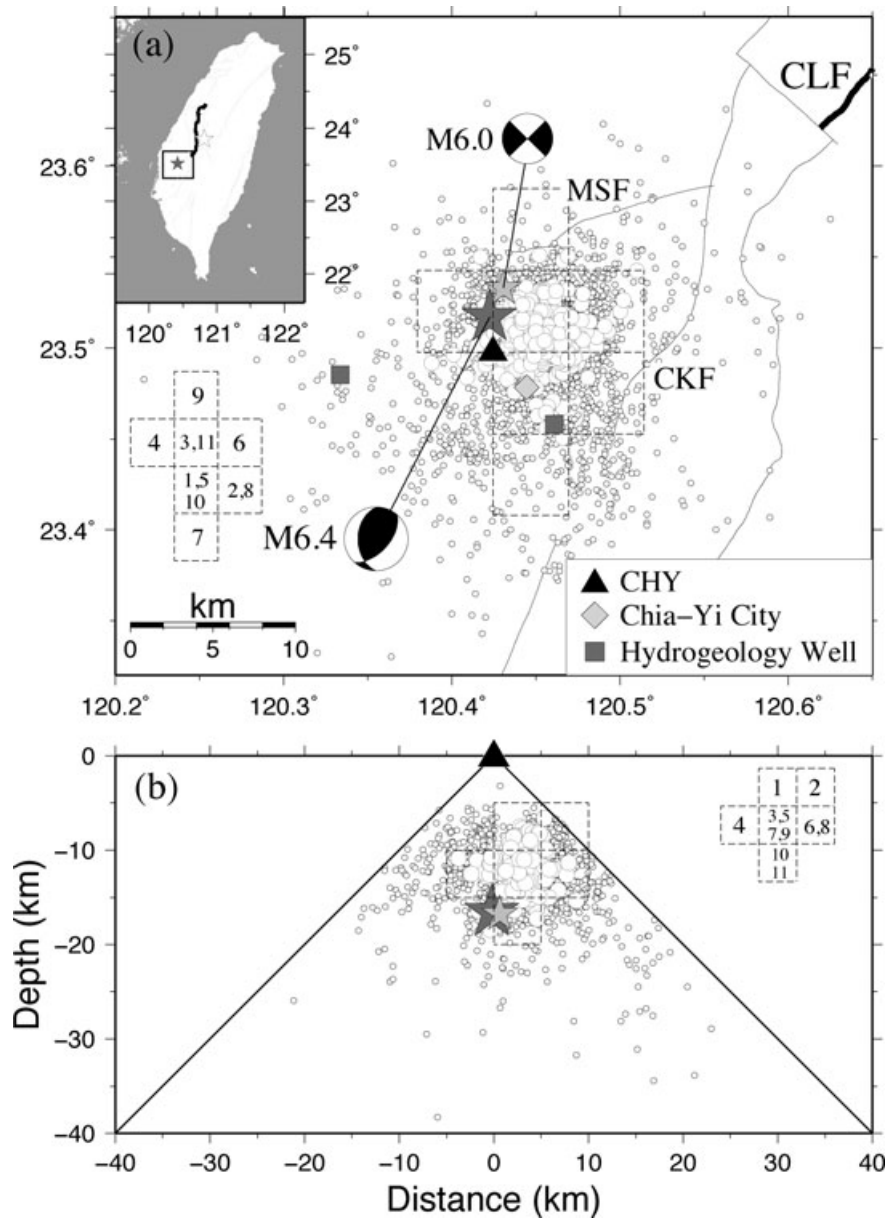 (a)
25°
24°
23°
22°
120° 121° 122°
23.6°
23.5°
23.4°
M6.0
CLF
MSF
CKF
9
4 3,11 6
1,5
10
2,8
7
M6.4
km
0 5 10
CHY
Chia-Yi City
Hydrogeology Well
120.2° 120.3° 120.4° 120.5° 120.6°
(b)
0
-10
-20
-30
-40
Depth (km)
1 2
4
3,5
7,9
6,8
10
11
-40 -30 -20 -10 0 10 20 30 40
Distance (km)